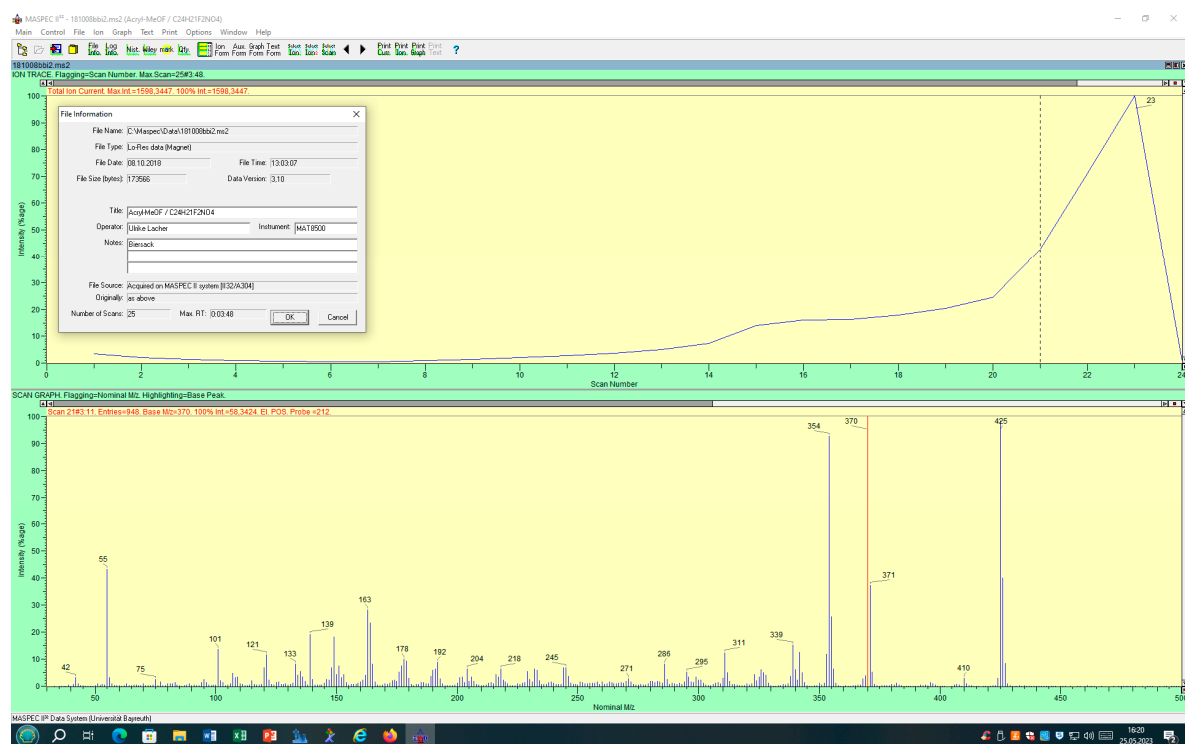 MASPEC II³² - 181008bbi2.ms2 (Acryl-MeOF / C24H21F2NO4)
Main Control File Ion Graph Text Print Options Window Help
File Info. Log Info. Nist. Wiley mslk. Qty. Ion Form Aux. Form Graph Form Text Form Select Ion Select Ioni Select Scan Print Curr. Print Ion. Print Graph Print Text ?
181008bbi2.ms2
ION TRACE. Flagging=Scan Number. Max.Scan=25#3:48.
Total Ion Current. Max.Int.=1598,3447. 100% Int.=1598,3447.
Intensity (%age)
100 90 80 70 60 50 40 30 20 10 0
23
0 2 4 6 8 10 12 14 16 18 20 22 24
Scan Number
File Information
File Name: C:\Maspec\Data\181008bbi2.ms2
File Type: Lo-Res data (Magnet)
File Date: 08.10.2018 File Time: 13:03:07
File Size (bytes): 173566 Data Version: 3,10
Title: Acryl-MeOF / C24H21F2NO4
Operator: Ulrike Lacher Instrument: MAT8500
Notes: Biersack
File Source: Acquired on MASPEC II system [II32/A304]
Originally: as above
Number of Scans: 25 Max. RT: 0:03:48 OK Cancel
SCAN GRAPH. Flagging=Nominal M/z. Highlighting=Base Peak.
Scan 21#3:11. Entries=948. Base M/z=370. 100% Int.=58,3424. EI. POS. Probe =212.
Intensity (%age)
100 90 80 70 60 50 40 30 20 10 0
42 55 75 101 121 133 139 163 178 192 204 218 245 271 286 295 311 339 354 370 371 410 425
50 100 150 200 250 300 350 400 450 500
Nominal M/z
MASPEC II³² Data System (Universität Bayreuth)
16:20
25.05.2023